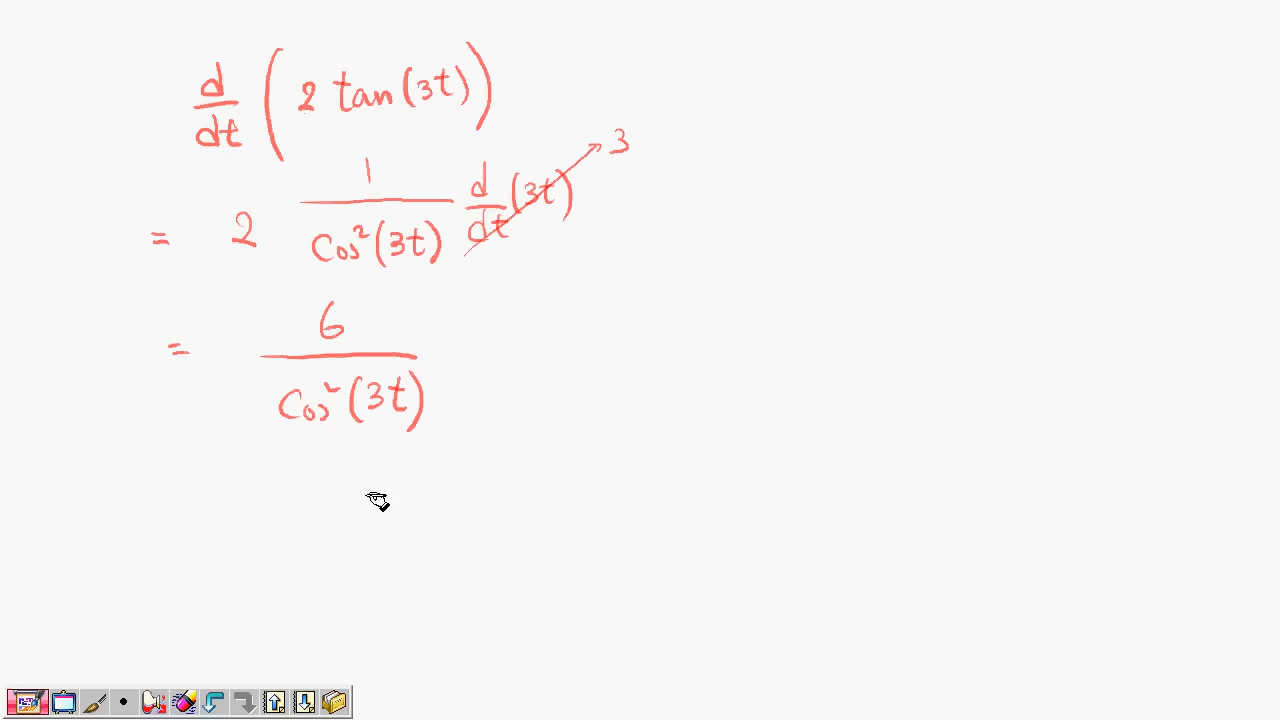 d/dt (2 tan(3t))
= 2 1/Cos²(3t) d/dt (3t) → 3
= 6/Cos²(3t)